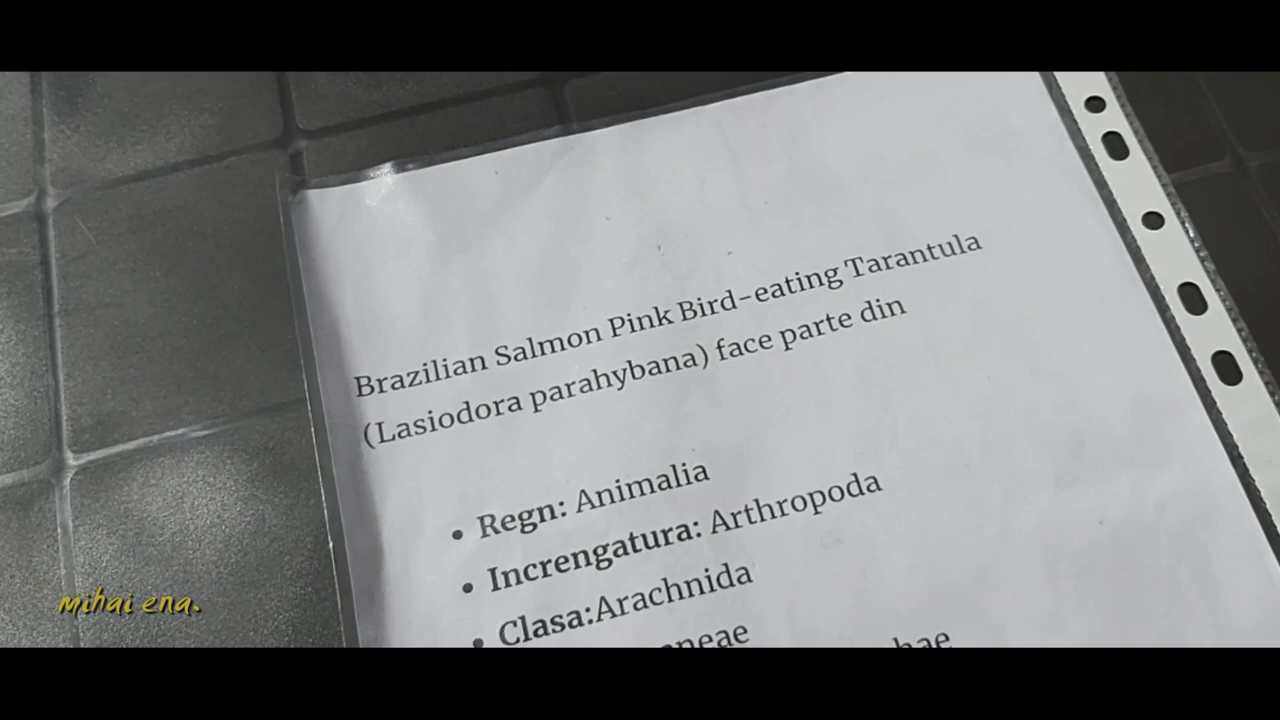 Brazilian Salmon Pink Bird-eating Tarantula
(Lasiodora parahybana) face parte din
• Regn: Animalia
• Increngatura: Arthropoda
• Clasa:Arachnida
mihai ena.